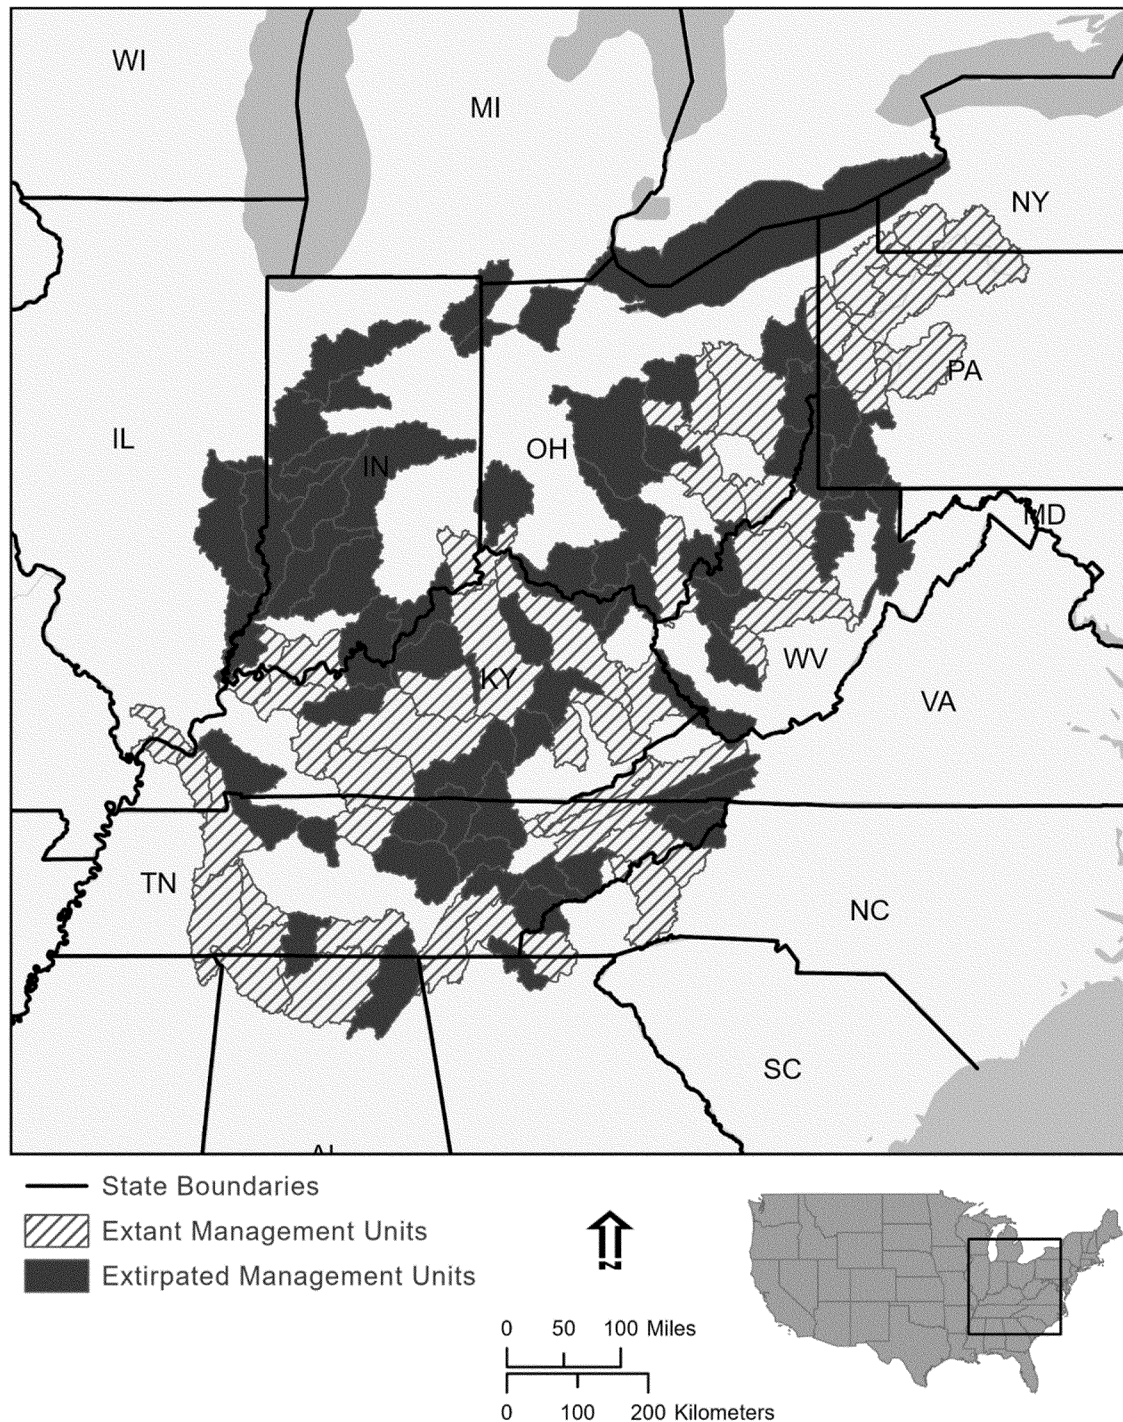 WI
MI
NY
IL
IN
OH
PA
MD
KY
WV
VA
TN
NC
SC
State Boundaries
Extant Management Units
Extirpated Management Units
N
0 50 100 Miles
0 100 200 Kilometers